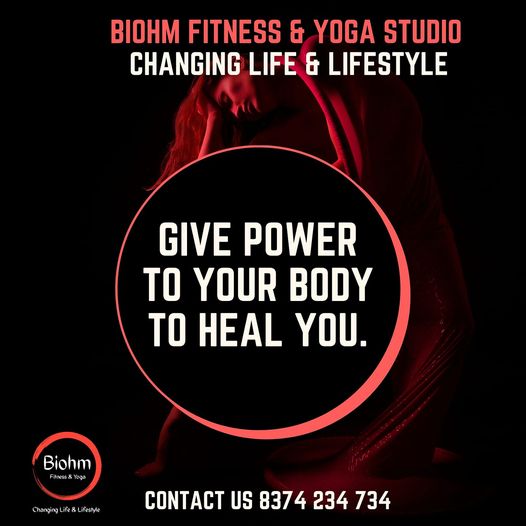 BIOHM FITNESS & YOGA STUDIO
CHANGING LIFE & LIFESTYLE
GIVE POWER
TO YOUR BODY
TO HEAL YOU.
Biohm
Fitness & Yoga
Changing Life & Lifestyle
CONTACT US 8374 234 734